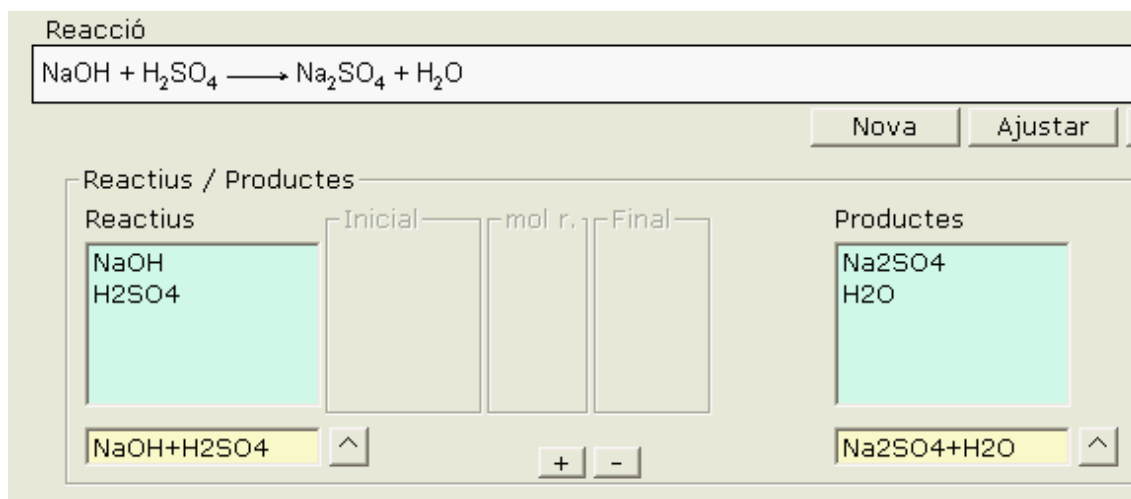 Reacció
NaOH + H₂SO₄ ⟶ Na₂SO₄ + H₂O
Nova Ajustar
Reactius / Productes
Reactius Inicial mol r. Final Productes
NaOH Na2SO4
H2SO4 H2O
NaOH+H2SO4 ^ + - Na2SO4+H2O ^